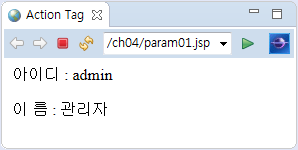 Action Tag
/ch04/param01.jsp
아이디 : admin
이 름 : 관리자